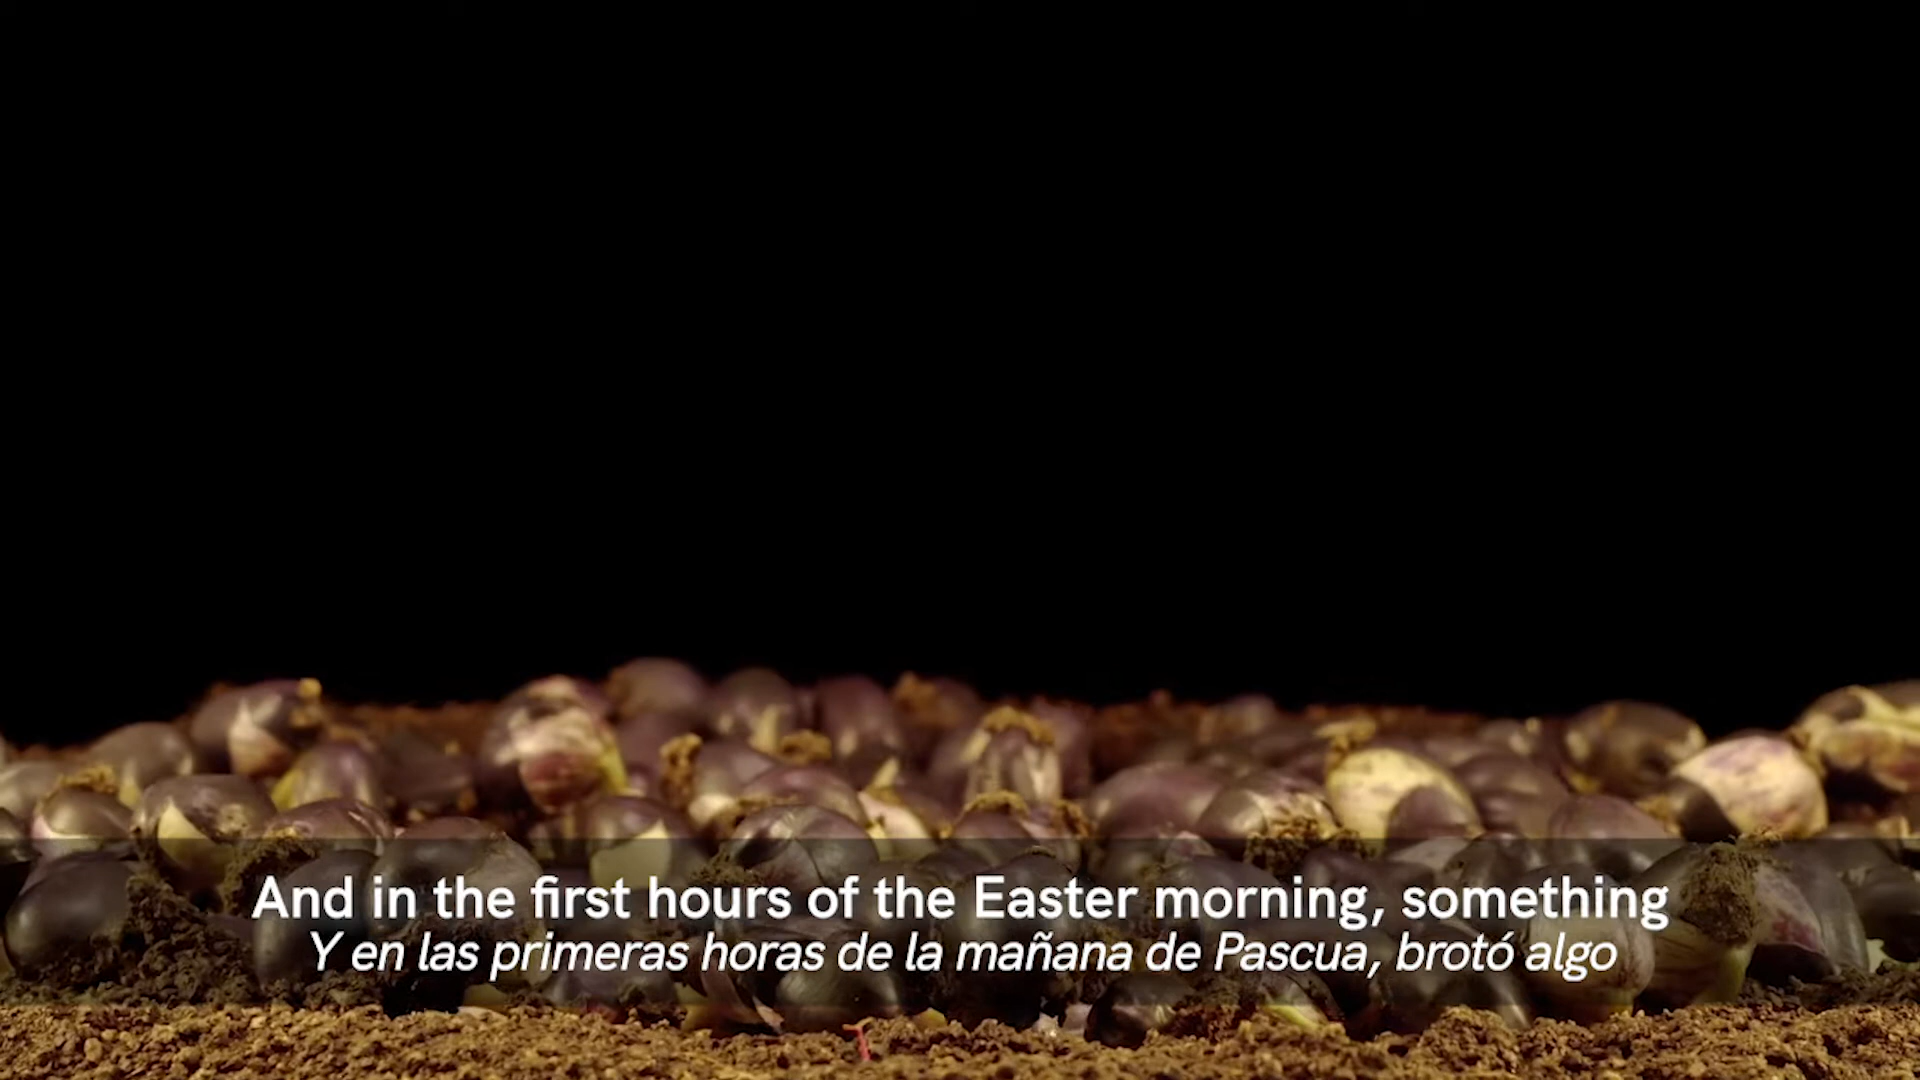 And in the first hours of the Easter morning, something
Y en las primeras horas de la mañana de Pascua, brotó algo